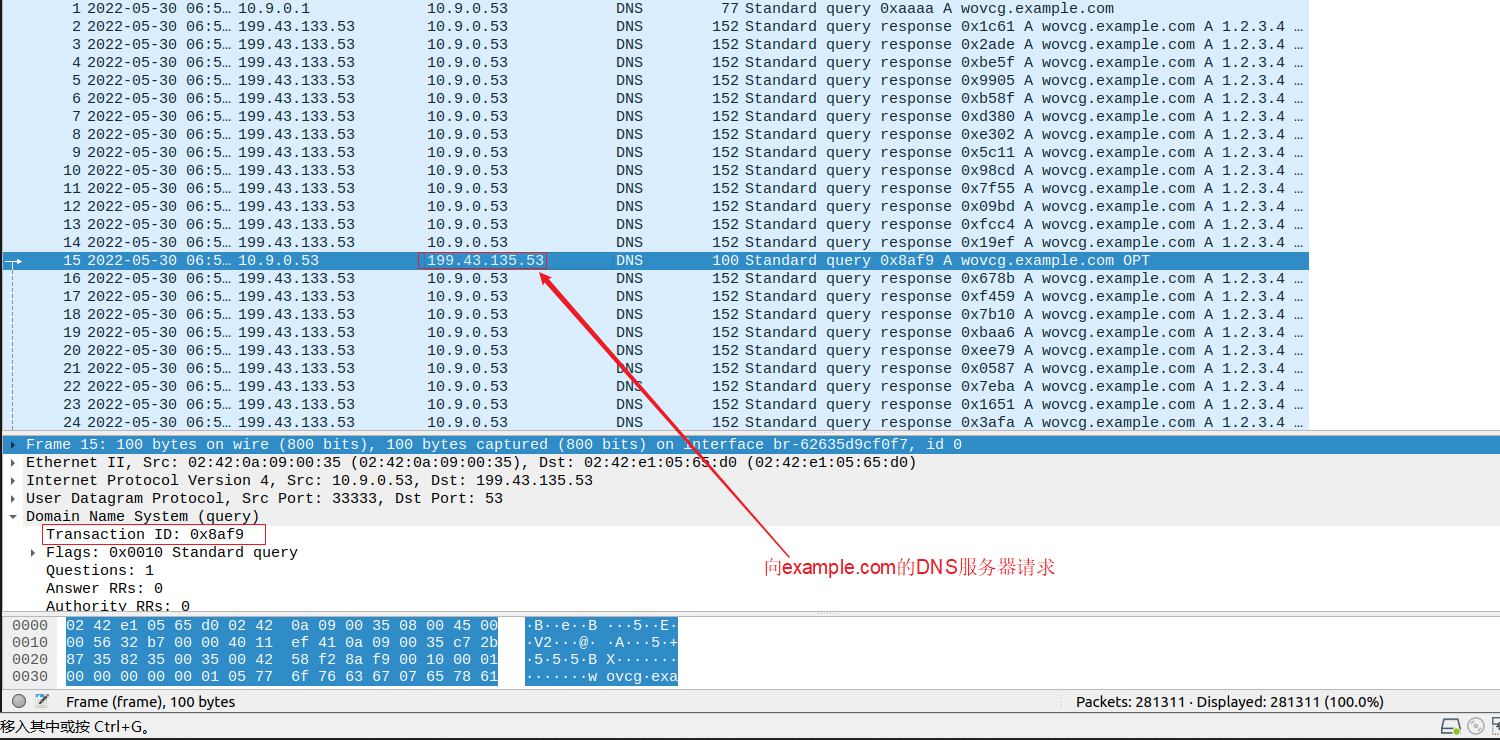 1 2022-05-30 06:5… 10.9.0.1 10.9.0.53 DNS 77 Standard query 0xaaaa A wovcg.example.com
2 2022-05-30 06:5… 199.43.133.53 10.9.0.53 DNS 152 Standard query response 0x1c61 A wovcg.example.com A 1.2.3.4 …
3 2022-05-30 06:5… 199.43.133.53 10.9.0.53 DNS 152 Standard query response 0x2ade A wovcg.example.com A 1.2.3.4 …
4 2022-05-30 06:5… 199.43.133.53 10.9.0.53 DNS 152 Standard query response 0xbe5f A wovcg.example.com A 1.2.3.4 …
5 2022-05-30 06:5… 199.43.133.53 10.9.0.53 DNS 152 Standard query response 0x9905 A wovcg.example.com A 1.2.3.4 …
6 2022-05-30 06:5… 199.43.133.53 10.9.0.53 DNS 152 Standard query response 0xb58f A wovcg.example.com A 1.2.3.4 …
7 2022-05-30 06:5… 199.43.133.53 10.9.0.53 DNS 152 Standard query response 0xd380 A wovcg.example.com A 1.2.3.4 …
8 2022-05-30 06:5… 199.43.133.53 10.9.0.53 DNS 152 Standard query response 0xe302 A wovcg.example.com A 1.2.3.4 …
9 2022-05-30 06:5… 199.43.133.53 10.9.0.53 DNS 152 Standard query response 0x5c11 A wovcg.example.com A 1.2.3.4 …
10 2022-05-30 06:5… 199.43.133.53 10.9.0.53 DNS 152 Standard query response 0x98cd A wovcg.example.com A 1.2.3.4 …
11 2022-05-30 06:5… 199.43.133.53 10.9.0.53 DNS 152 Standard query response 0x7f55 A wovcg.example.com A 1.2.3.4 …
12 2022-05-30 06:5… 199.43.133.53 10.9.0.53 DNS 152 Standard query response 0x09bd A wovcg.example.com A 1.2.3.4 …
13 2022-05-30 06:5… 199.43.133.53 10.9.0.53 DNS 152 Standard query response 0xfcc4 A wovcg.example.com A 1.2.3.4 …
14 2022-05-30 06:5… 199.43.133.53 10.9.0.53 DNS 152 Standard query response 0x19ef A wovcg.example.com A 1.2.3.4 …
15 2022-05-30 06:5… 10.9.0.53 199.43.135.53 DNS 100 Standard query 0x8af9 A wovcg.example.com OPT
16 2022-05-30 06:5… 199.43.133.53 10.9.0.53 DNS 152 Standard query response 0x678b A wovcg.example.com A 1.2.3.4 …
17 2022-05-30 06:5… 199.43.133.53 10.9.0.53 DNS 152 Standard query response 0xf459 A wovcg.example.com A 1.2.3.4 …
18 2022-05-30 06:5… 199.43.133.53 10.9.0.53 DNS 152 Standard query response 0x7b10 A wovcg.example.com A 1.2.3.4 …
19 2022-05-30 06:5… 199.43.133.53 10.9.0.53 DNS 152 Standard query response 0xbaa6 A wovcg.example.com A 1.2.3.4 …
20 2022-05-30 06:5… 199.43.133.53 10.9.0.53 DNS 152 Standard query response 0xee79 A wovcg.example.com A 1.2.3.4 …
21 2022-05-30 06:5… 199.43.133.53 10.9.0.53 DNS 152 Standard query response 0x0587 A wovcg.example.com A 1.2.3.4 …
22 2022-05-30 06:5… 199.43.133.53 10.9.0.53 DNS 152 Standard query response 0x7eba A wovcg.example.com A 1.2.3.4 …
23 2022-05-30 06:5… 199.43.133.53 10.9.0.53 DNS 152 Standard query response 0x1651 A wovcg.example.com A 1.2.3.4 …
24 2022-05-30 06:5… 199.43.133.53 10.9.0.53 DNS 152 Standard query response 0x3afa A wovcg.example.com A 1.2.3.4 …
Frame 15: 100 bytes on wire (800 bits), 100 bytes captured (800 bits) on interface br-62635d9cf0f7, id 0
Ethernet II, Src: 02:42:0a:09:00:35 (02:42:0a:09:00:35), Dst: 02:42:e1:05:65:d0 (02:42:e1:05:65:d0)
Internet Protocol Version 4, Src: 10.9.0.53, Dst: 199.43.135.53
User Datagram Protocol, Src Port: 33333, Dst Port: 53
Domain Name System (query)
Transaction ID: 0x8af9
Flags: 0x0010 Standard query
Questions: 1
Answer RRs: 0
Authority RRs: 0
向example.com的DNS服务器请求
0000 02 42 e1 05 65 d0 02 42 0a 09 00 35 08 00 45 00 ·B··e··B ···5··E·
0010 00 56 32 b7 00 00 40 11 ef 41 0a 09 00 35 c7 2b ·V2···@· ·A···5·+
0020 87 35 82 35 00 35 00 42 58 f2 8a f9 00 10 00 01 ·5·5·5·B X·······
0030 00 00 00 00 00 01 05 77 6f 76 63 67 07 65 78 61 ·······w ovcg·exa
Frame (frame), 100 bytes
Packets: 281311 · Displayed: 281311 (100.0%)
移入其中或按 Ctrl+G。